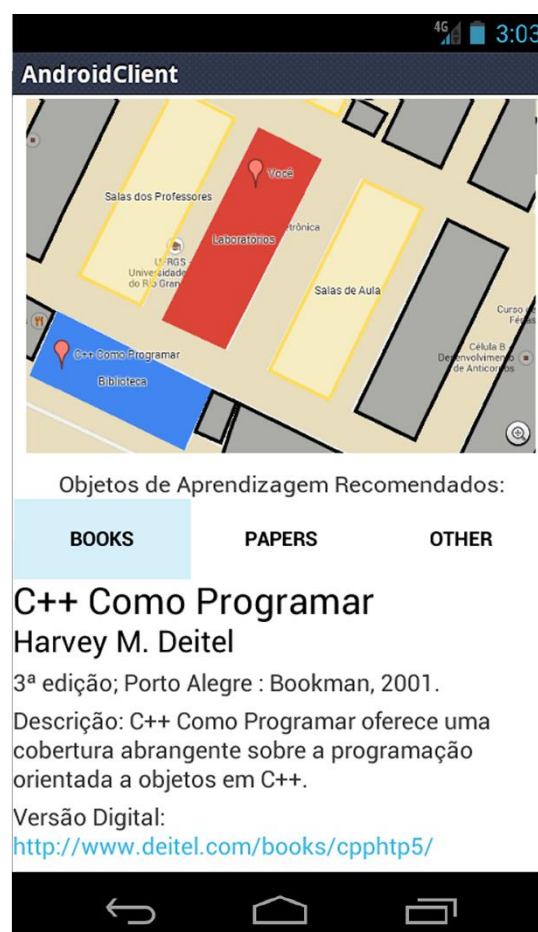 4G 3:03
AndroidClient
Você
Salas dos Professores
Laboratórios
trônica
UFRGS -
Universidade
do Rio Gran
Salas de Aula
Curso de
Férias
Célula B -
Desenvolvimento
de Anticorpos
C++ Como Programar
Biblioteca
Objetos de Aprendizagem Recomendados:
BOOKS PAPERS OTHER
C++ Como Programar
Harvey M. Deitel
3ª edição; Porto Alegre : Bookman, 2001.
Descrição: C++ Como Programar oferece uma
cobertura abrangente sobre a programação
orientada a objetos em C++.
Versão Digital:
http://www.deitel.com/books/cpphtp5/